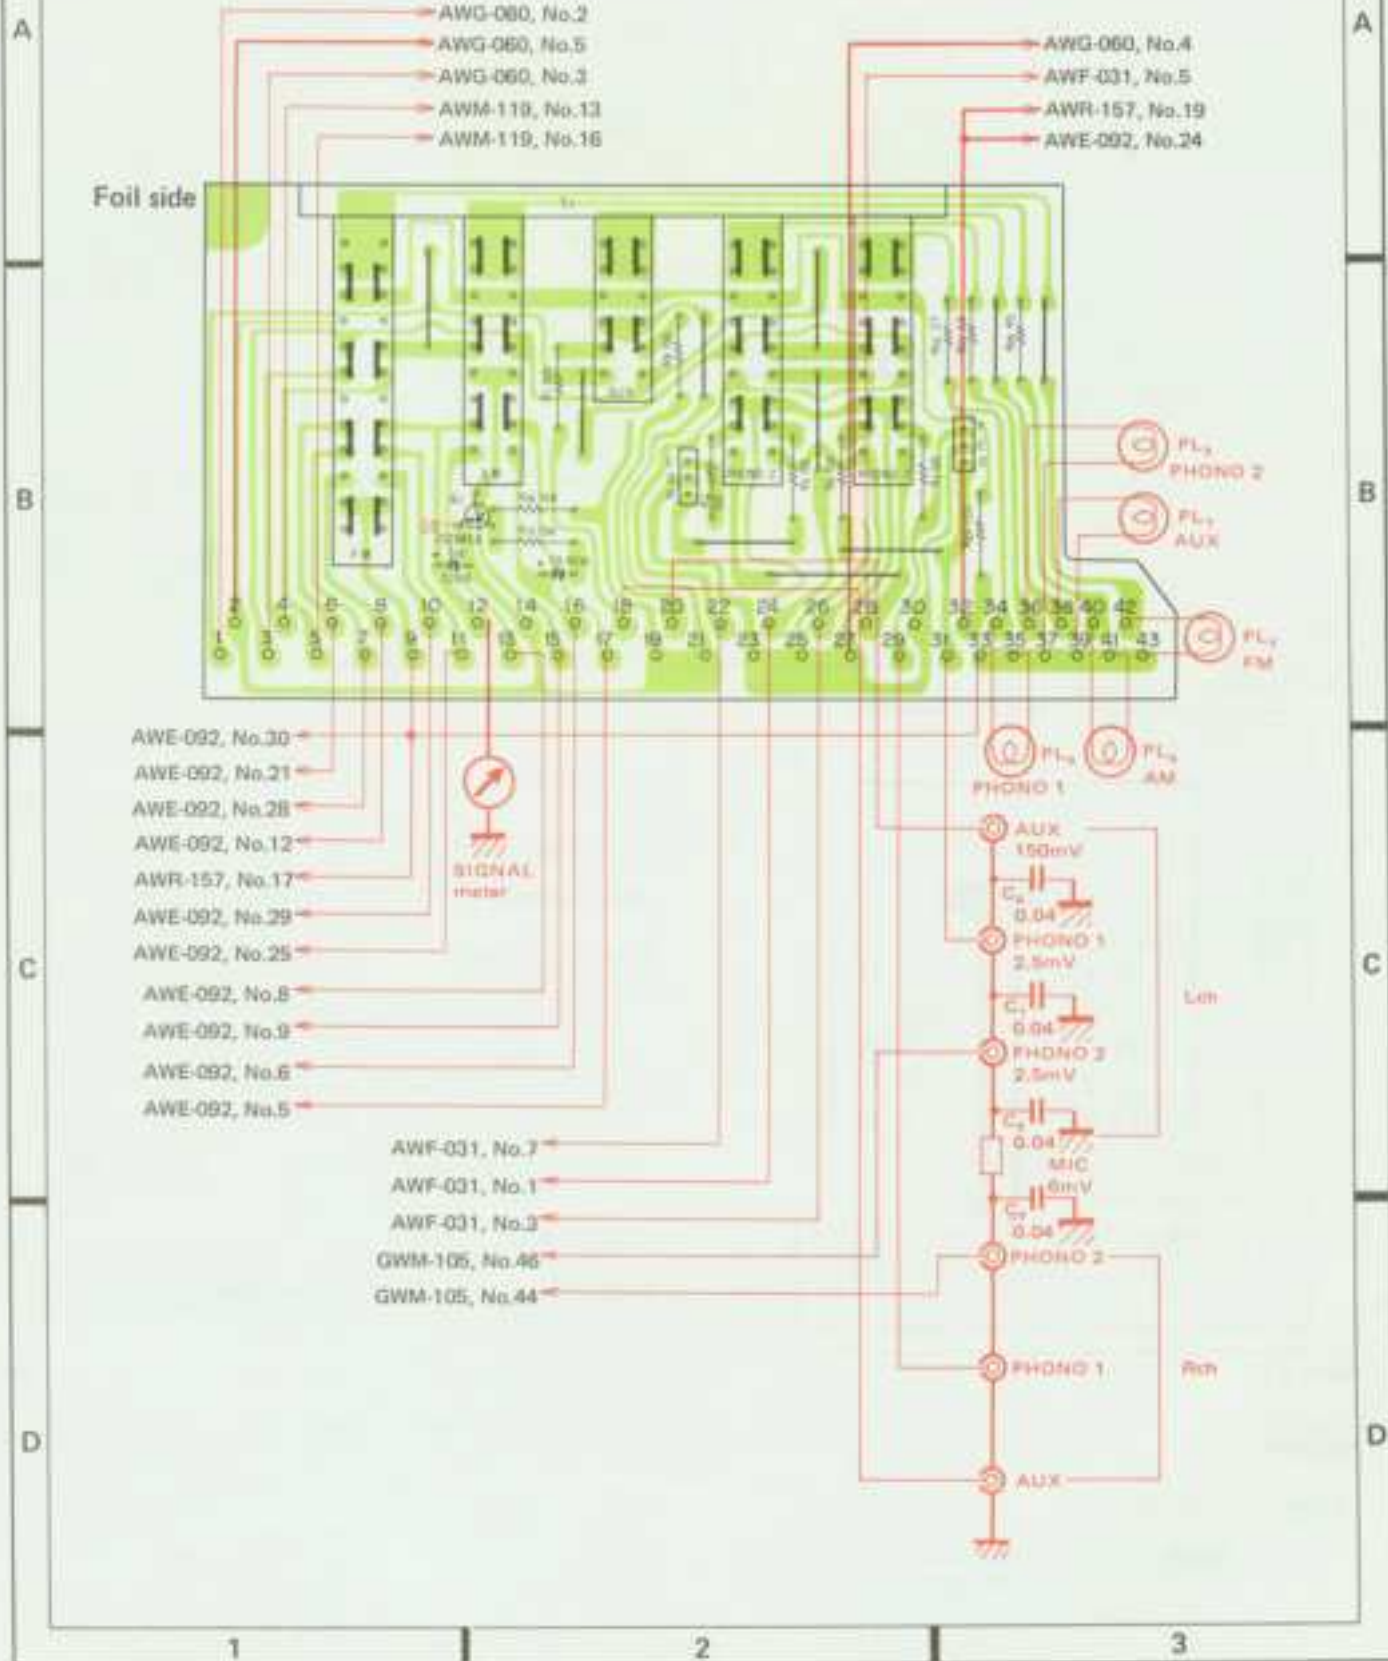 A
A
AWG-060, No.2
AWG-060, No.5
AWG-060, No.3
AWM-119, No.13
AWM-119, No.16
AWG-060, No.4
AWF-031, No.5
AWR-157, No.19
AWE-092, No.24
Foil side
B
B
PHONO 2
AUX
FM
2 4 6 8 10 12 14 16 18 20 22 24 26 28 30 32 34 36 38 40 42
1 3 5 7 9 11 13 15 17 19 21 23 25 27 29 31 33 35 37 39 41 43
AWE-092, No.30
AWE-092, No.21
AWE-092, No.28
AWE-092, No.12
AWR-157, No.17
AWE-092, No.29
AWE-092, No.25
AWE-092, No.8
AWE-092, No.9
AWE-092, No.6
AWE-092, No.5
SIGNAL
meter
PHONO 1
AM
AUX
150mV
0.04
PHONO 1
2.5mV
0.04
PHONO 2
2.5mV
0.04
MIC
6mV
0.04
Lch
C
C
AWF-031, No.7
AWF-031, No.1
AWF-031, No.3
GWM-105, No.46
GWM-105, No.44
PHONO 2
PHONO 1
Rch
AUX
D
D
1
2
3